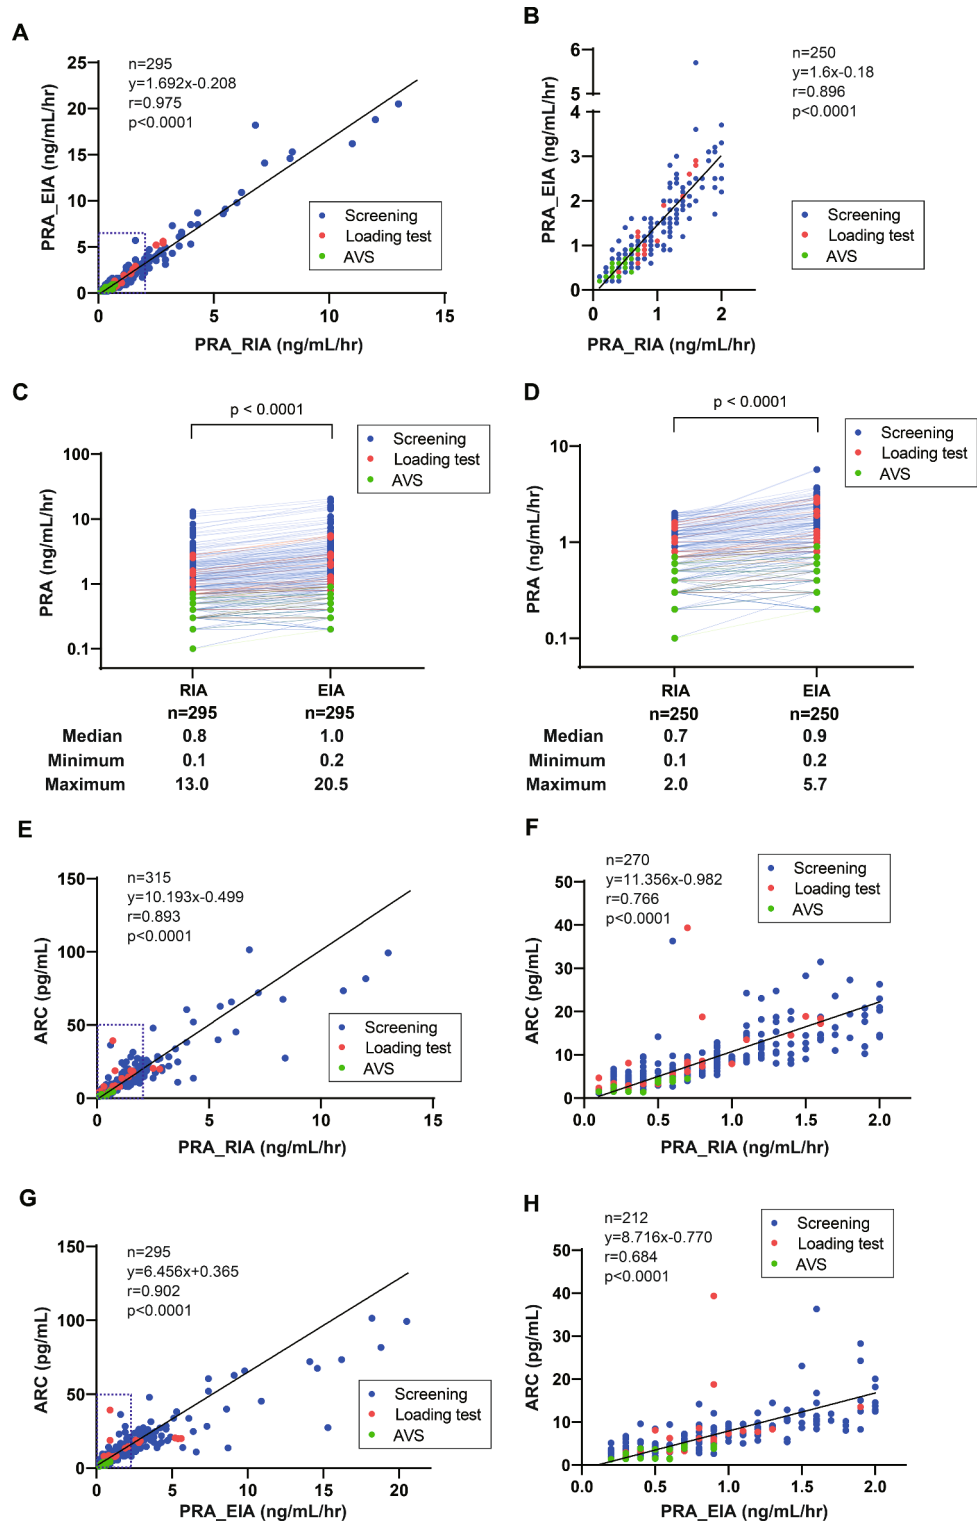 A
PRA_EIA (ng/mL/hr)
25
20
15
10
5
0
n=295
y=1.692x-0.208
r=0.975
p<0.0001
Screening
Loading test
AVS
0
5
10
15
PRA_RIA (ng/mL/hr)
B
PRA_EIA (ng/mL/hr)
6
5
4
3
2
1
0
n=250
y=1.6x-0.18
r=0.896
p<0.0001
Screening
Loading test
AVS
0
1
2
PRA_RIA (ng/mL/hr)
C
p < 0.0001
Screening
Loading test
AVS
PRA (ng/mL/hr)
100
10
1
0.1
RIA EIA
n=295 n=295
Median 0.8 1.0
Minimum 0.1 0.2
Maximum 13.0 20.5
D
p < 0.0001
Screening
Loading test
AVS
PRA (ng/mL/hr)
10
1
0.1
RIA EIA
n=250 n=250
Median 0.7 0.9
Minimum 0.1 0.2
Maximum 2.0 5.7
E
ARC (pg/mL)
150
100
50
0
n=315
y=10.193x-0.499
r=0.893
p<0.0001
Screening
Loading test
AVS
0
5
10
15
PRA_RIA (ng/mL/hr)
F
ARC (pg/mL)
50
40
30
20
10
0
n=270
y=11.356x-0.982
r=0.766
p<0.0001
Screening
Loading test
AVS
0.0
0.5
1.0
1.5
2.0
PRA_RIA (ng/mL/hr)
G
ARC (pg/mL)
150
100
50
0
n=295
y=6.456x+0.365
r=0.902
p<0.0001
Screening
Loading test
AVS
0
5
10
15
20
PRA_EIA (ng/mL/hr)
H
ARC (pg/mL)
50
40
30
20
10
0
n=212
y=8.716x-0.770
r=0.684
p<0.0001
Screening
Loading test
AVS
0.0
0.5
1.0
1.5
2.0
PRA_EIA (ng/mL/hr)